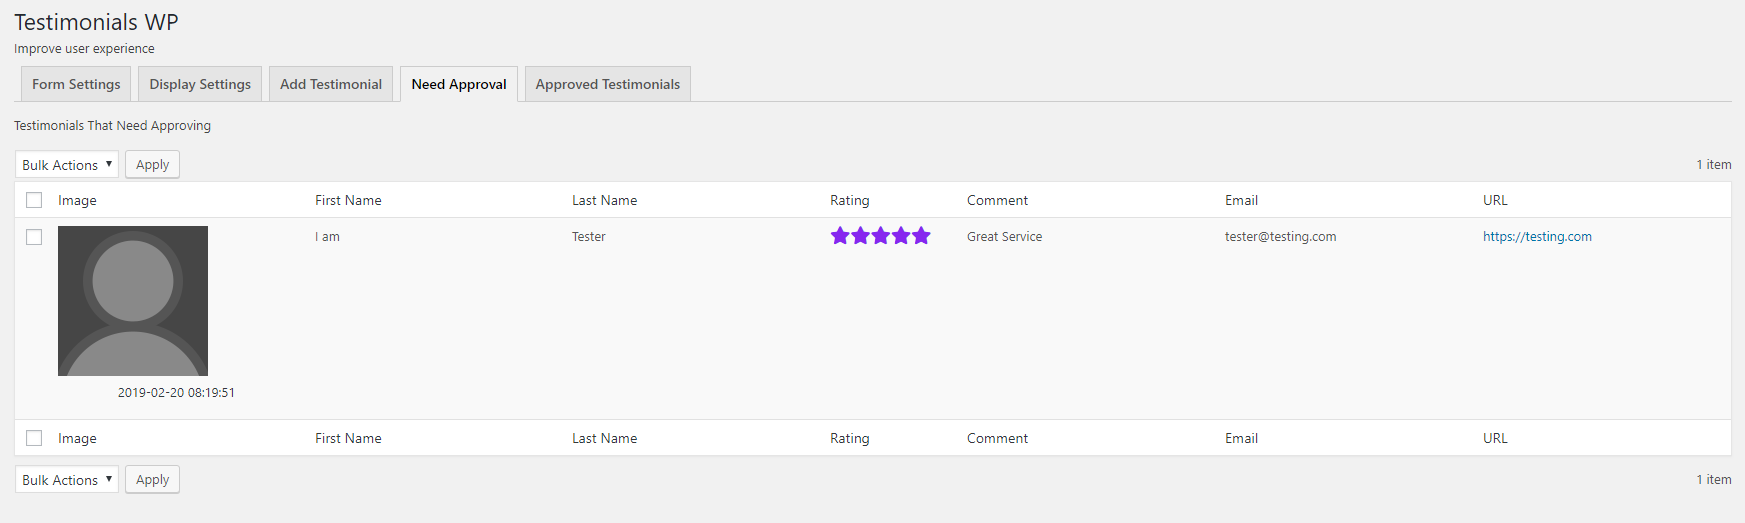 Testimonials WP
Improve user experience
Form Settings Display Settings Add Testimonial Need Approval Approved Testimonials
Testimonials That Need Approving
Bulk Actions Apply 1 item
Image First Name Last Name Rating Comment Email URL
I am Tester Great Service tester@testing.com https://testing.com
2019-02-20 08:19:51
Image First Name Last Name Rating Comment Email URL
Bulk Actions Apply 1 item